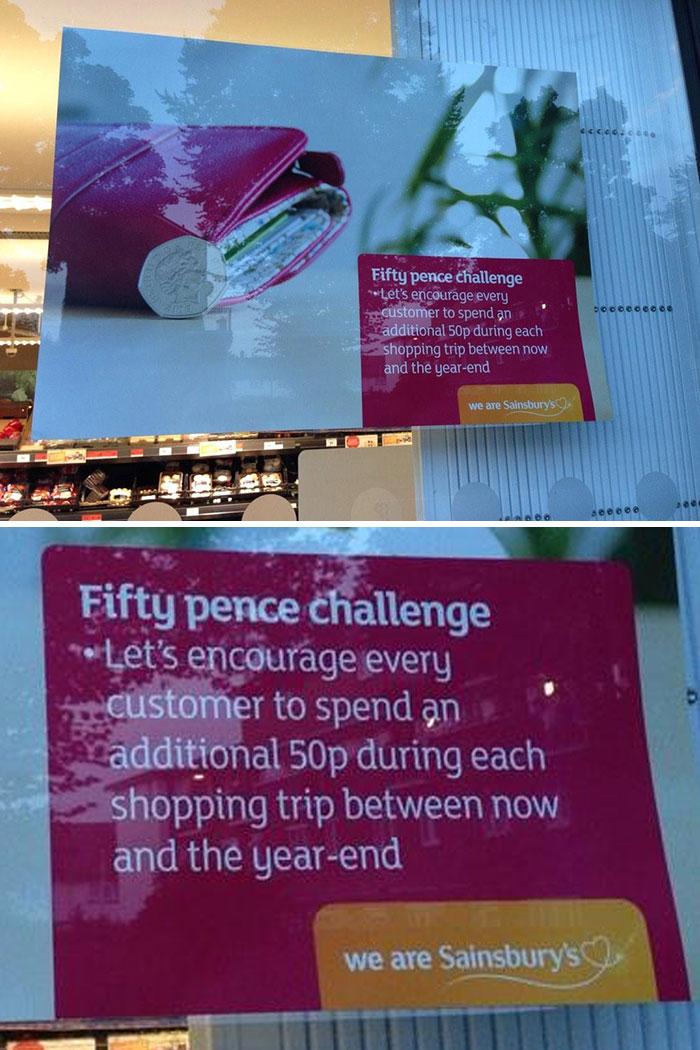 Fifty pence challenge
• Let's encourage every
customer to spend an
additional 50p during each
shopping trip between now
and the year-end
we are Sainsbury's
Fifty pence challenge
• Let's encourage every
customer to spend an
additional 50p during each
shopping trip between now
and the year-end
we are Sainsbury's